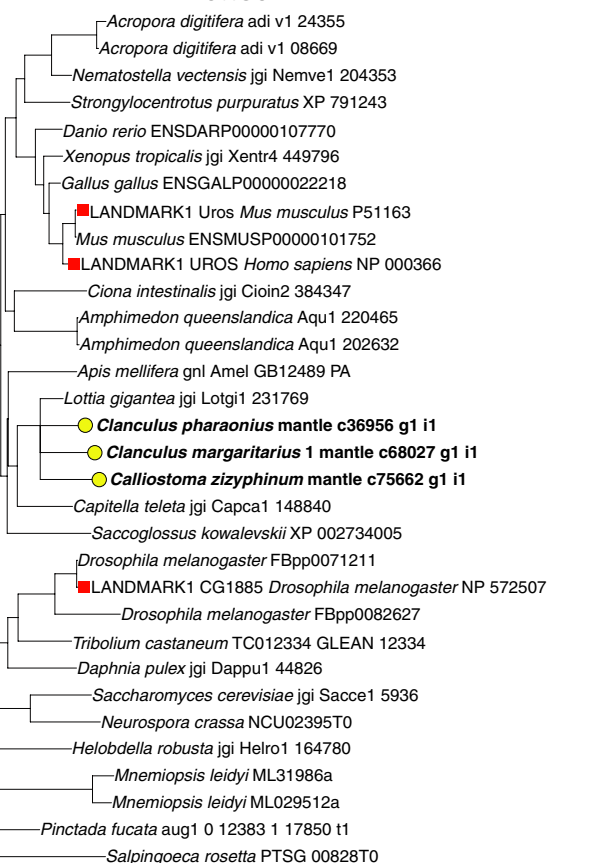 Acropora digitifera adi v1 24355
Acropora digitifera adi v1 08669
Nematostella vectensis jgi Nemve1 204353
Strongylocentrotus purpuratus XP 791243
Danio rerio ENSDARP00000107770
Xenopus tropicalis jgi Xentr4 449796
Gallus gallus ENSGALP00000022218
LANDMARK1 Uros Mus musculus P51163
Mus musculus ENSMUSP00000101752
LANDMARK1 UROS Homo sapiens NP 000366
Ciona intestinalis jgi Cioin2 384347
Amphimedon queenslandica Aqu1 220465
Amphimedon queenslandica Aqu1 202632
Apis mellifera gnl Amel GB12489 PA
Lottia gigantea jgi Lotgi1 231769
Clanculus pharaonius mantle c36956 g1 i1
Clanculus margaritarius 1 mantle c68027 g1 i1
Calliostoma zizyphinum mantle c75662 g1 i1
Capitella teleta jgi Capca1 148840
Saccoglossus kowalevskii XP 002734005
Drosophila melanogaster FBpp0071211
LANDMARK1 CG1885 Drosophila melanogaster NP 572507
Drosophila melanogaster FBpp0082627
Tribolium castaneum TC012334 GLEAN 12334
Daphnia pulex jgi Dappu1 44826
Saccharomyces cerevisiae jgi Sacce1 5936
Neurospora crassa NCU02395T0
Helobdella robusta jgi Helro1 164780
Mnemiopsis leidyi ML31986a
Mnemiopsis leidyi ML029512a
Pinctada fucata aug1 0 12383 1 17850 t1
Salpingoeca rosetta PTSG 00828T0